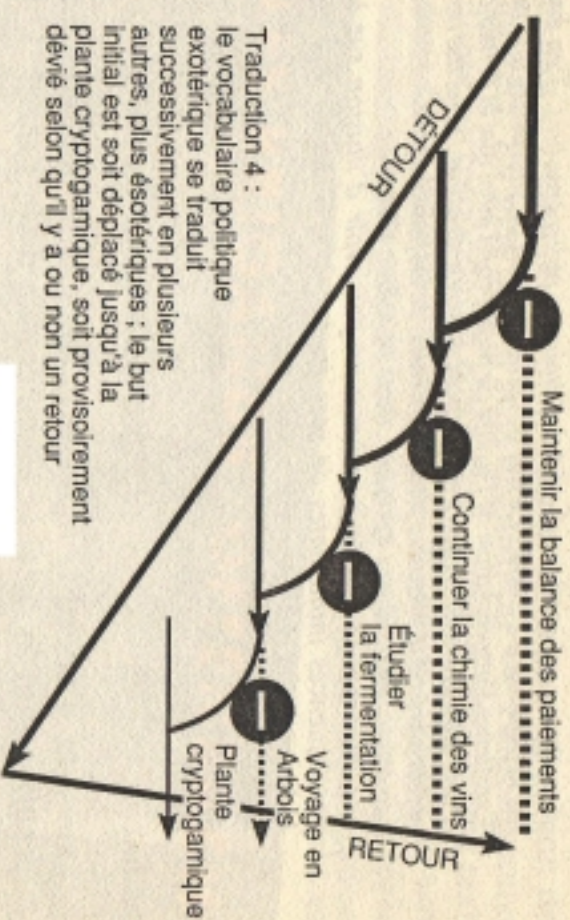 Maintenir la balance des paiements
Continuer la chimie des vins
Étudier
la fermentation
Voyage en
Arbois
Plante
cryptogamique
DÉTOUR
RETOUR
Traduction 4 :
le vocabulaire politique
exotérique se traduit
successivement en plusieurs
autres, plus ésotériques ; le but
initial est soit déplacé jusqu'à la
plante cryptogamique, soit provisoirement
dévié selon qu'il y a ou non un retour